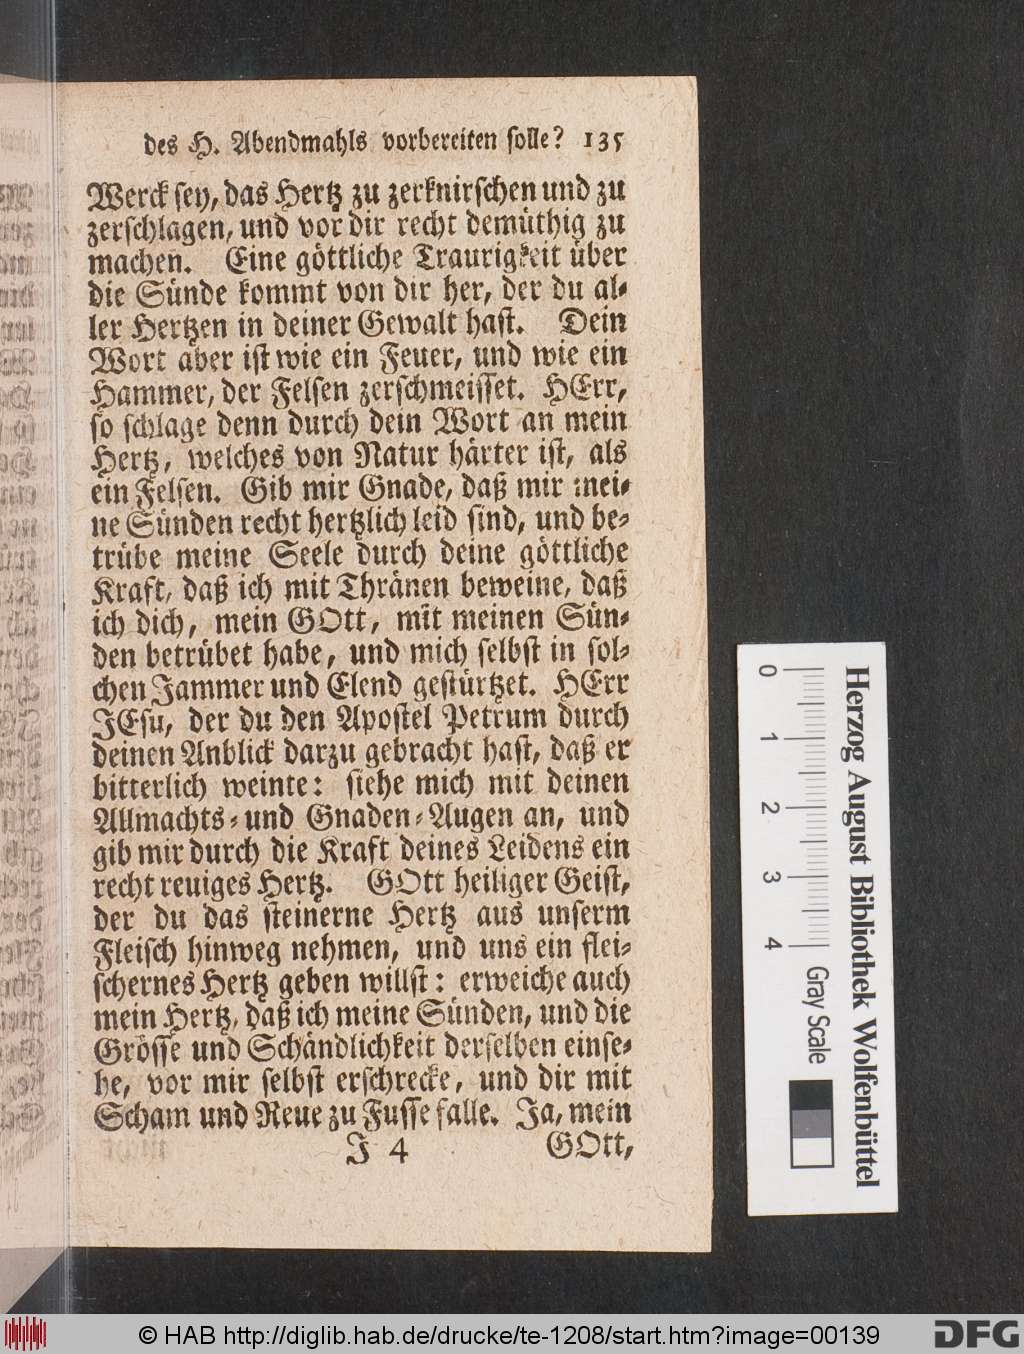 des H. Abendmahls vorbereiten solle? 135
Werck sey, das Hertz zu zerknirschen und zu
zerschlagen, und vor dir recht demüthig zu
machen. Eine göttliche Traurigkeit über
die Sünde kommt von dir her, der du al-
ler Hertzen in deiner Gewalt hast. Dein
Wort aber ist wie ein Feuer, und wie ein
Hammer, der Felsen zerschmeisset. HErr,
so schlage denn durch dein Wort an mein
Hertz, welches von Natur härter ist, als
ein Felsen. Gib mir Gnade, daß mir mei-
ne Sünden recht hertzlich leid sind, und be-
trübe meine Seele durch deine göttliche
Kraft, daß ich mit Thränen beweine, daß
ich dich, mein GOtt, mit meinen Sün-
den betrübet habe, und mich selbst in sol-
chen Jammer und Elend gestürtzet. HErr
JEsu, der du den Apostel Petrum durch
deinen Anblick darzu gebracht hast, daß er
bitterlich weinte: siehe mich mit deinen
Allmachts- und Gnaden-Augen an, und
gib mir durch die Kraft deines Leidens ein
recht reuiges Hertz. GOtt heiliger Geist,
der du das steinerne Hertz aus unserm
Fleisch hinweg nehmen, und uns ein flei-
schernes Hertz geben willst: erweiche auch
mein Hertz, daß ich meine Sünden, und die
Grösse und Schändlichkeit derselben einse-
he, vor mir selbst erschrecke, und dir mit
Scham und Reue zu Fusse falle. Ja, mein
J 4 GOtt,
Herzog August Bibliothek Wolfenbüttel
0 1 2 3 4 Gray Scale
© HAB http://diglib.hab.de/drucke/te-1208/start.htm?image=00139
DFG